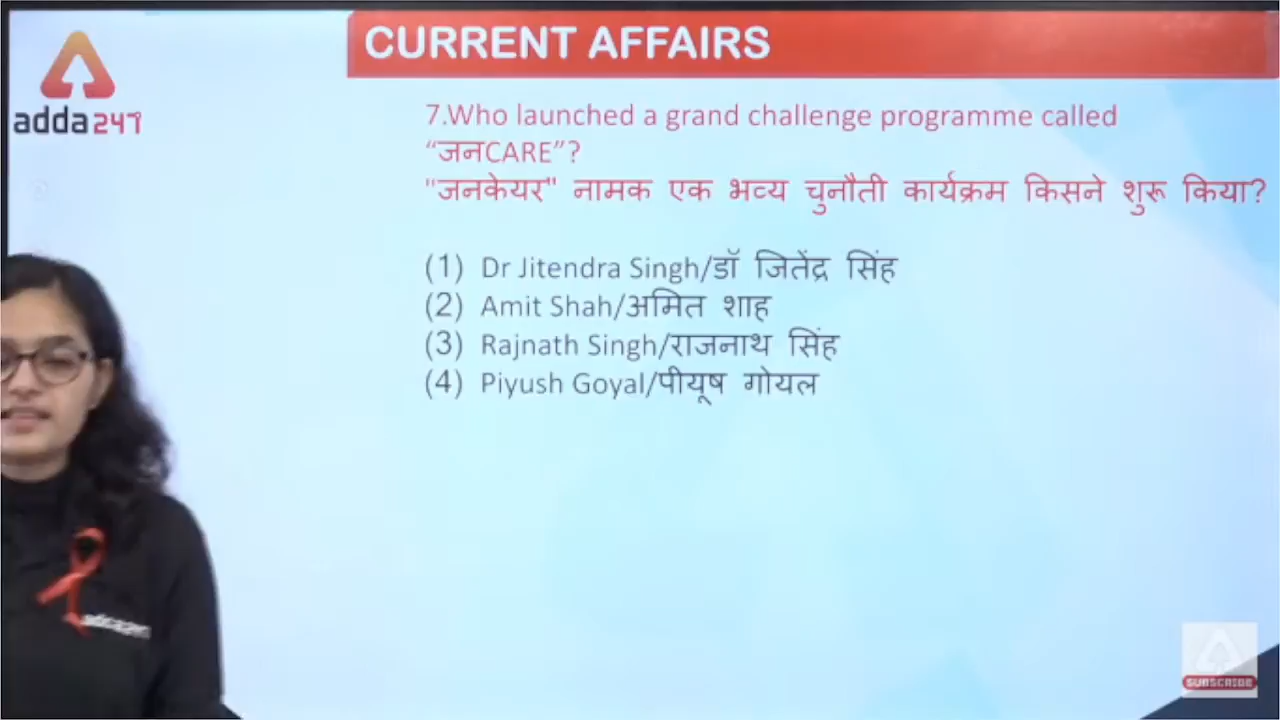 CURRENT AFFAIRS
adda247
7.Who launched a grand challenge programme called
“जनCARE”?
"जनकेयर" नामक एक भव्य चुनौती कार्यक्रम किसने शुरू किया?
(1) Dr Jitendra Singh/डॉ जितेंद्र सिंह
(2) Amit Shah/अमित शाह
(3) Rajnath Singh/राजनाथ सिंह
(4) Piyush Goyal/पीयूष गोयल
SUBSCRIBE